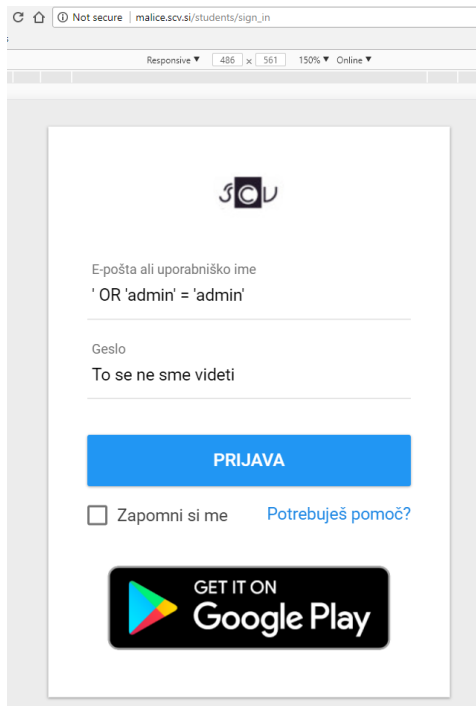 Not secure | malice.scv.si/students/sign_in
Responsive ▼ 486 x 561 150% ▼ Online ▼
SCV
E-pošta ali uporabniško ime
' OR 'admin' = 'admin'
Geslo
To se ne sme videti
PRIJAVA
Zapomni si me Potrebuješ pomoč?
GET IT ON
Google Play